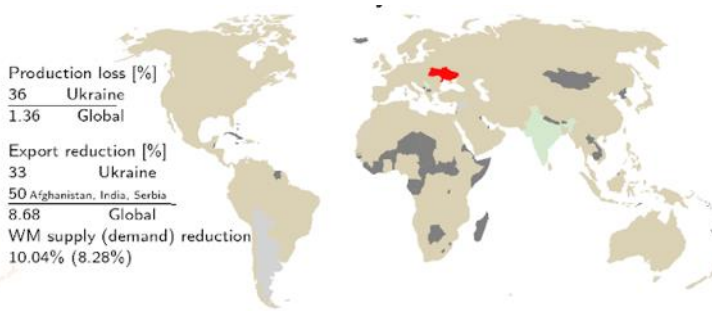 Production loss [%]
36 Ukraine
1.36 Global
Export reduction [%]
33 Ukraine
50 Afghanistan, India, Serbia
8.68 Global
WM supply (demand) reduction
10.04% (8.28%)